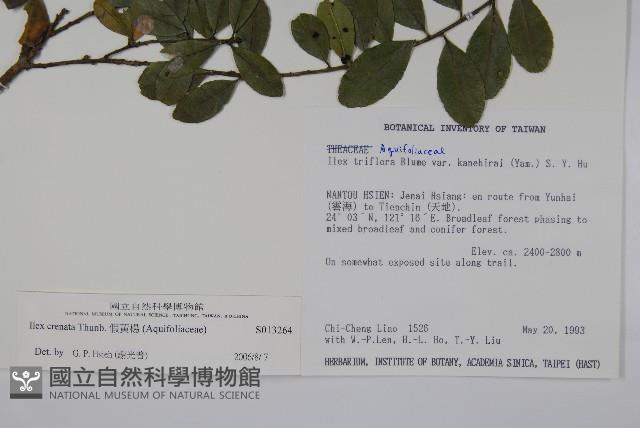 BOTANICAL INVENTORY OF TAIWAN
THEACEAE Aquifoliaceae
Ilex triflora Blume var. kanehirai (Yam.) S. Y. Hu
NANTOU HSIEN: Jenai Hsiang: en route from Yunhai
(雲海) to Tienchih (天池).
24° 03´N, 121° 16´E. Broadleaf forest phasing to
mixed broadleaf and conifer forest.
Elev. ca. 2400-2800 m
On somewhat exposed site along trail.
Chi-Cheng Liao 1526 May 20, 1993
with W.-P.Leu, H.-L. Ho, T.-Y. Liu
HERBARIUM, INSTITUTE OF BOTANY, ACADEMIA SINICA, TAIPEI (HAST)
國立自然科學博物館
NATIONAL MUSEUM OF NATURAL SCIENCE, TAICHUNG, TAIWAN, R.O.CHINA
Ilex crenata Thunb. 假黃楊 (Aquifoliaceae) S013264
Det. by G. P. Hsieh (謝光普) 2006/8/7
國立自然科學博物館
NATIONAL MUSEUM OF NATURAL SCIENCE